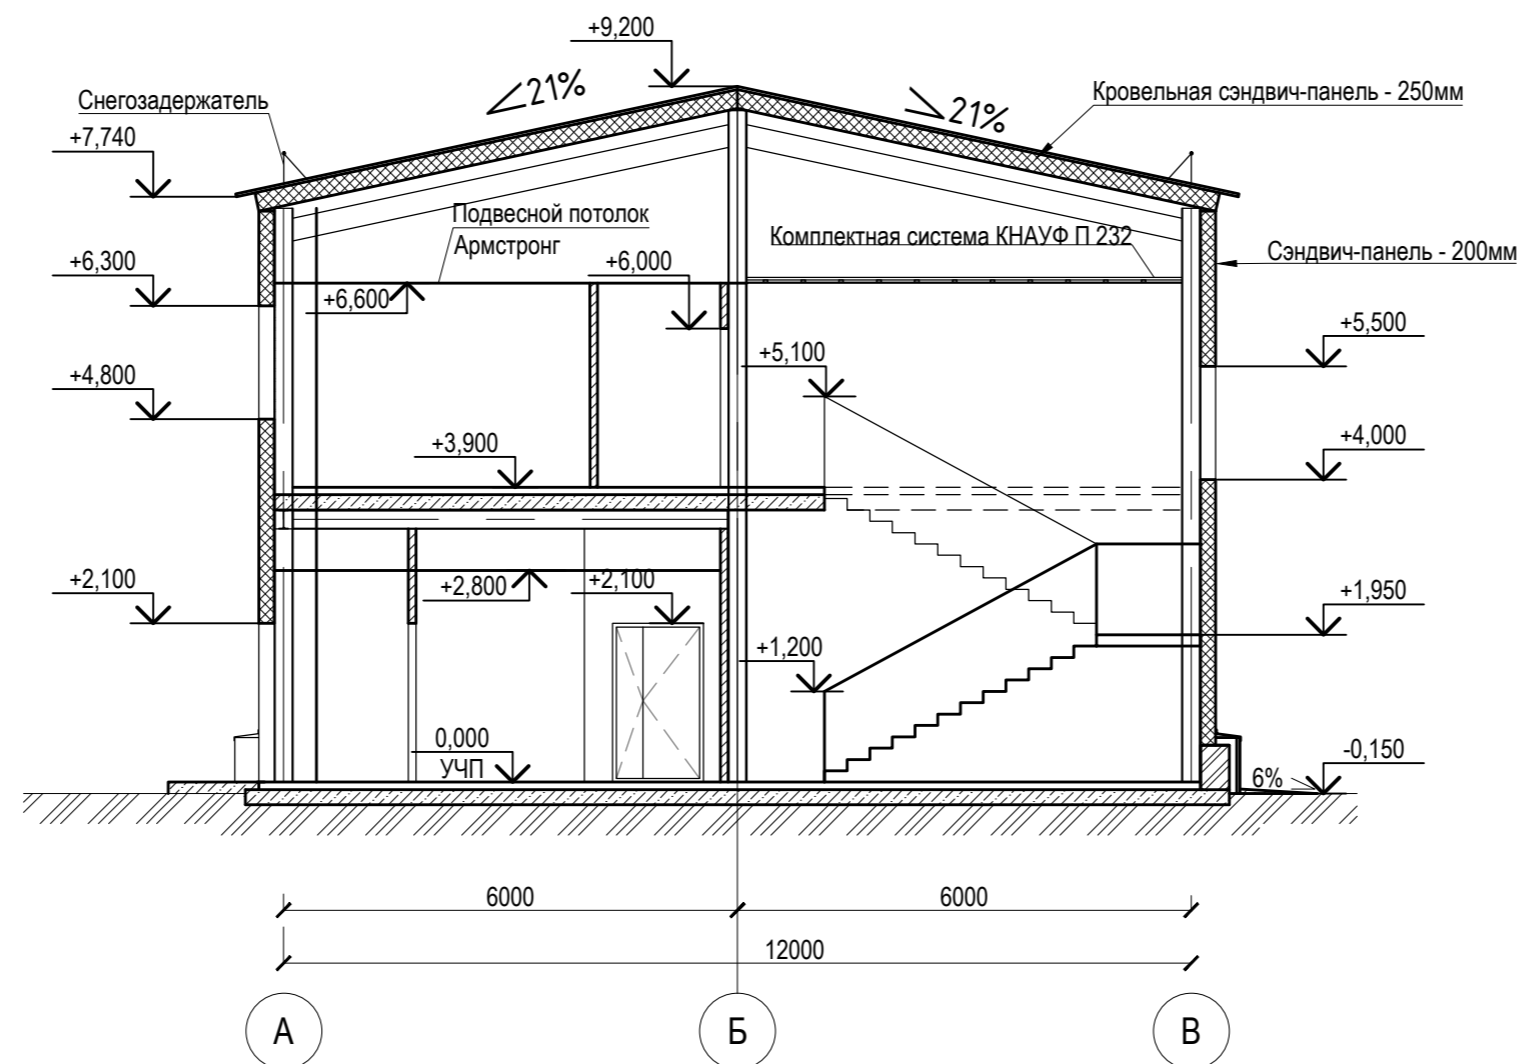 +9,200
21%
21%
Снегозадержатель
Кровельная сэндвич-панель - 250мм
+7,740
Подвесной потолок
Армстронг
Комплектная система КНАУФ П 232
Сэндвич-панель - 200мм
+6,300
+6,000
+6,600
+5,500
+5,100
+4,800
+3,900
+4,000
+2,100
+2,800
+2,100
+1,950
+1,200
0,000
УЧП
-0,150
6%
6000
6000
12000
А
Б
В